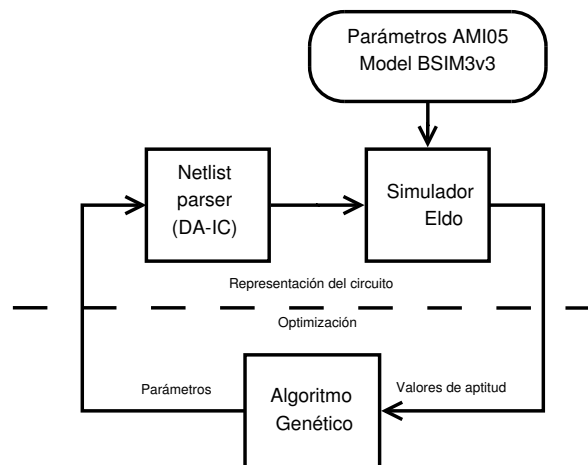 Parámetros AMI05
Model BSIM3v3
Netlist
parser
(DA-IC)
Simulador
Eldo
Representación del circuito
Optimización
Parámetros
Algoritmo
Genético
Valores de aptitud